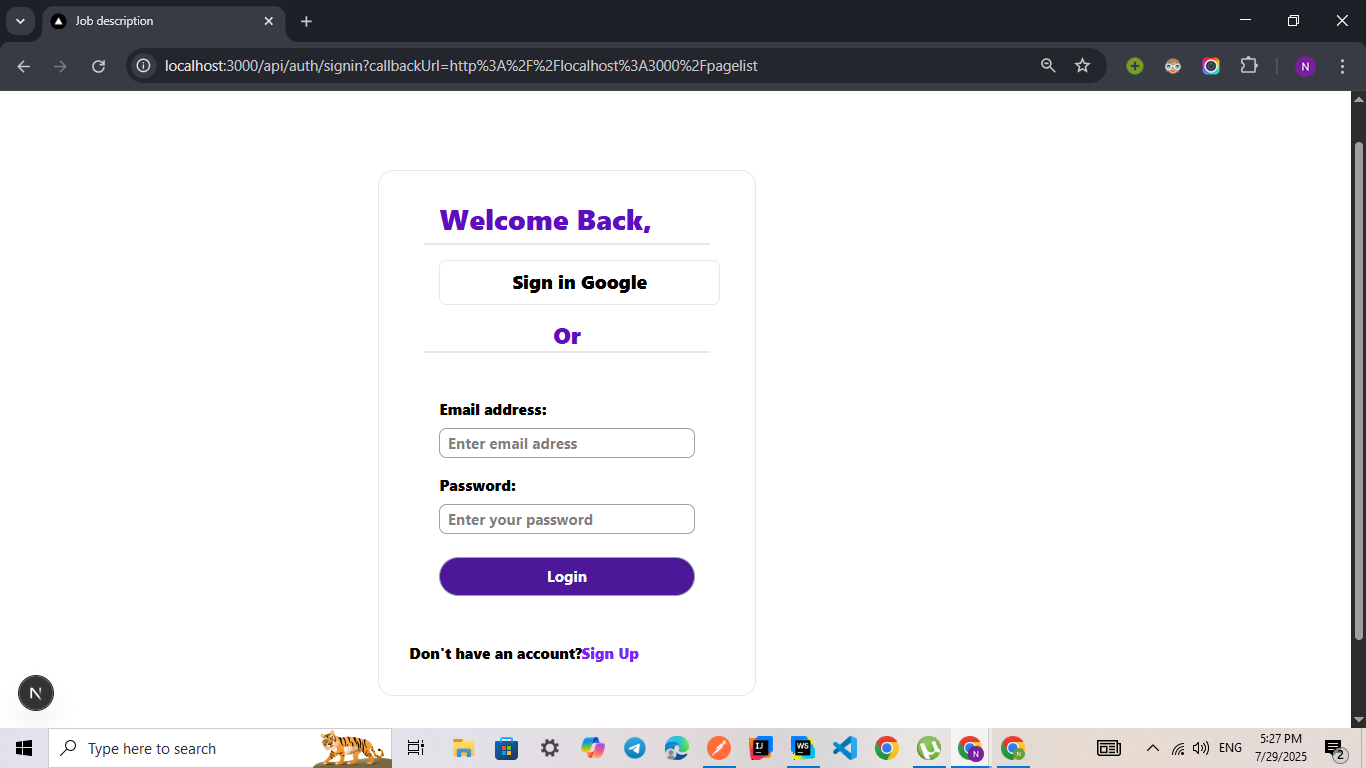 Job description
localhost:3000/api/auth/signin?callbackUrl=http%3A%2F%2Flocalhost%3A3000%2Fpagelist
N
Welcome Back,
Sign in Google
Or
Email address:
Enter email adress
Password:
Enter your password
Login
Don't have an account?Sign Up
N
Type here to search
IJ
WS
N
N
ENG
5:27 PM
7/29/2025
2